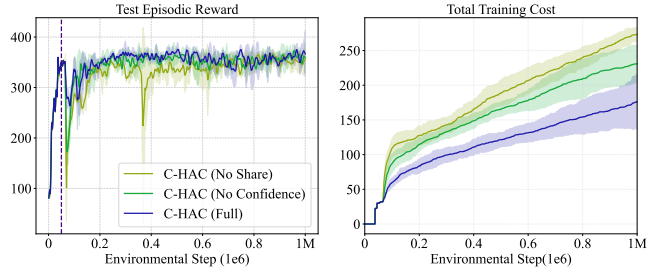 Test Episodic Reward
400
300
200
100
C-HAC (No Share)
C-HAC (No Confidence)
C-HAC (Full)
0 0.2 0.4 0.6 0.8 1M
Environmental Step (1e6)
Total Training Cost
250
200
150
100
50
0
0 0.2 0.4 0.6 0.8 1M
Environmental Step(1e6)